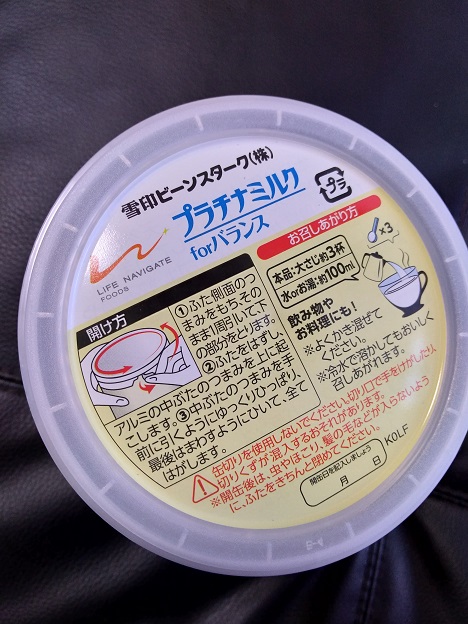 雪印ビーンスターク(株)
プラチナミルク
forバランス
プラ
LIFE NAVIGATE
FOODS
開け方
①ふた側面のつ
まみをもちその
まま1周引いて、下
の部分をとります。
②ふたをはずし、
アルミの中ぶたのつまみを上に起
こします。③中ぶたのつまみを手
前に引くようにゆっくりひっぱり、
最後はまわすようにひいて、全て
はがします。
お召しあがり方
本品:大さじ約3杯
水orお湯:約100ml
×3
飲み物や
お料理にも!
※よくかき混ぜて
ください。
※冷水で溶かしてもおいしく
召しあがれます。
缶切りを使用しないでください。切り口で手をけがしたり、
切りくずが混入するおそれがあります。
※開缶後は、虫やほこり、髪の毛などが入らないよう
に、ふたをきちんと閉めてください。
開缶日を記入しましょう
月 日
K0LF